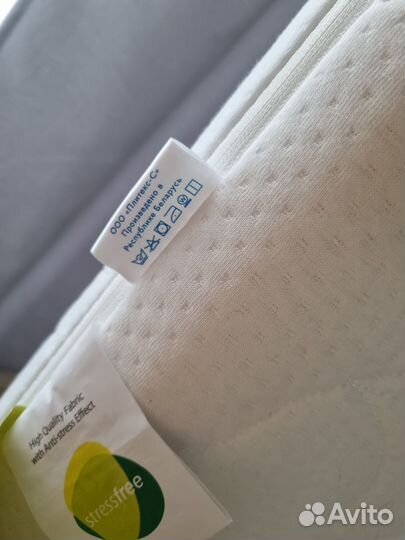 ООО «Плитекс-С»
Произведено в
Республике Беларусь
High Quality Fabric
with Anti-stress Effect
stressfree
Avito